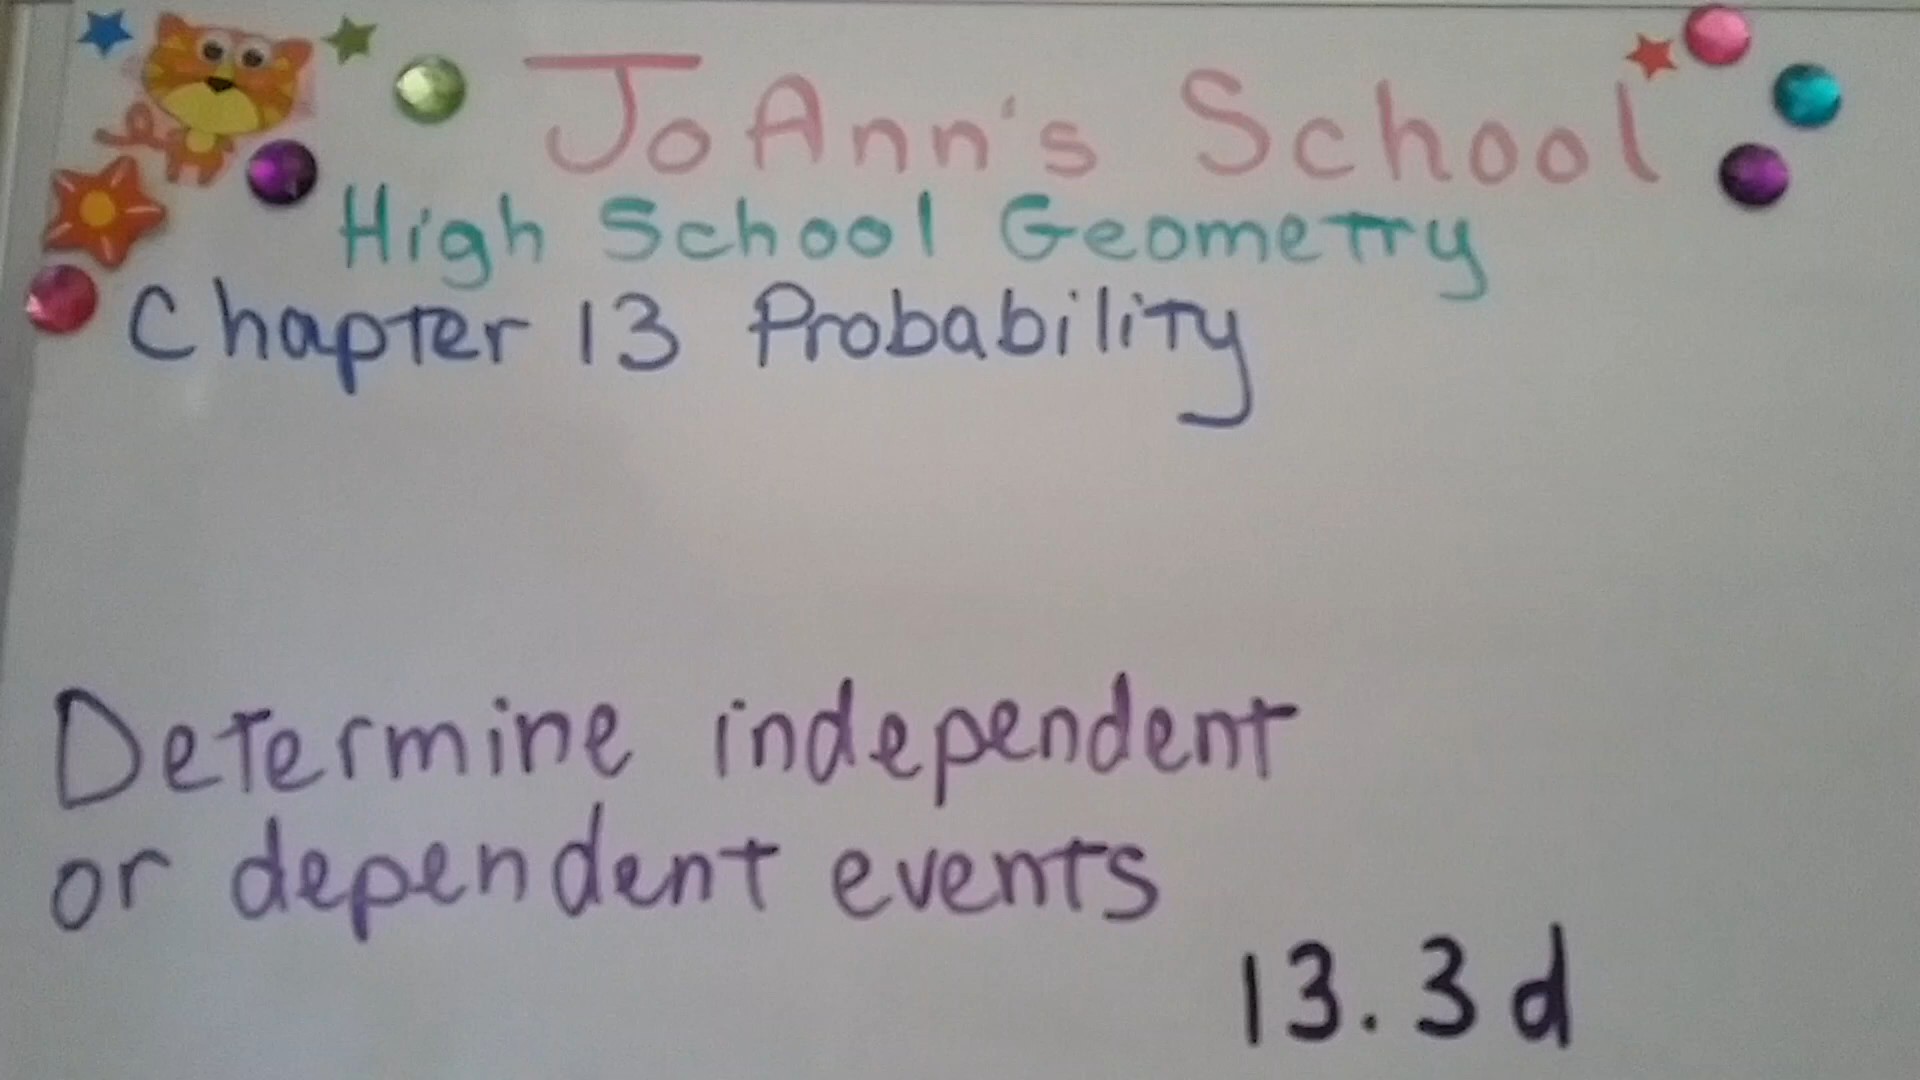 JoAnn's School
High School Geometry
Chapter 13 Probability
Determine independent
or dependent events
13.3d